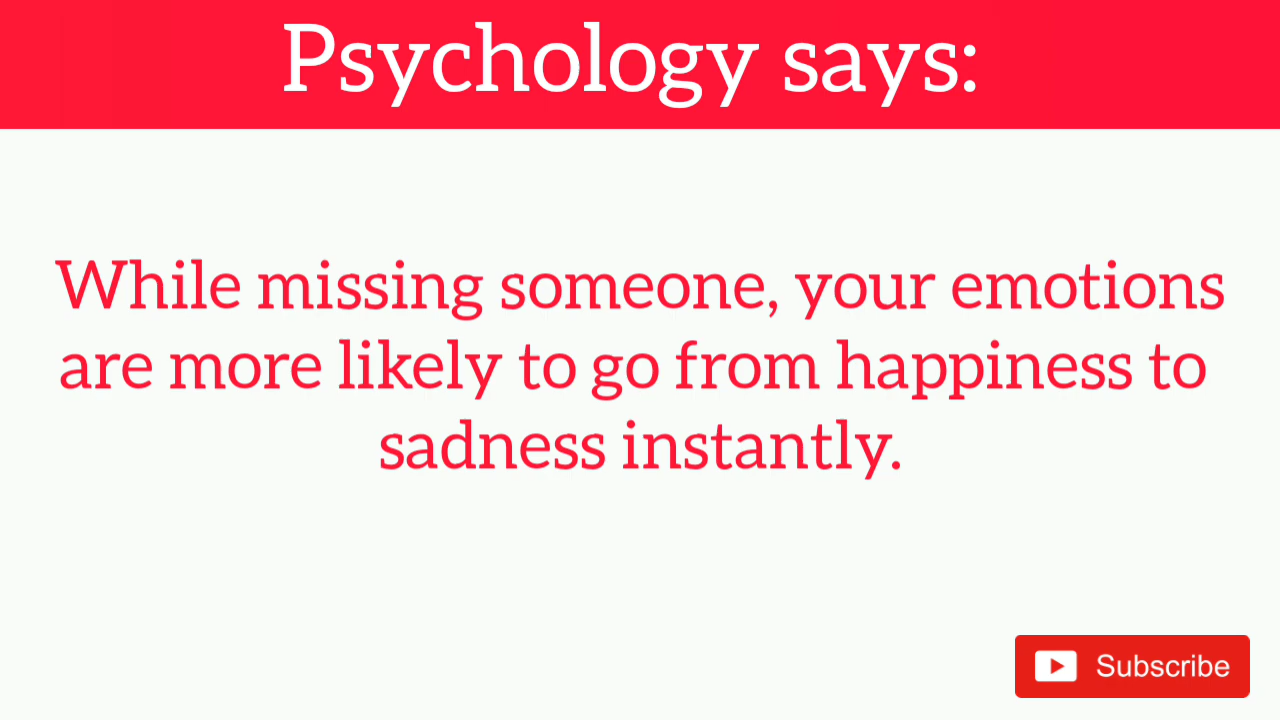 Psychology says:
While missing someone, your emotions
are more likely to go from happiness to
sadness instantly.
Subscribe